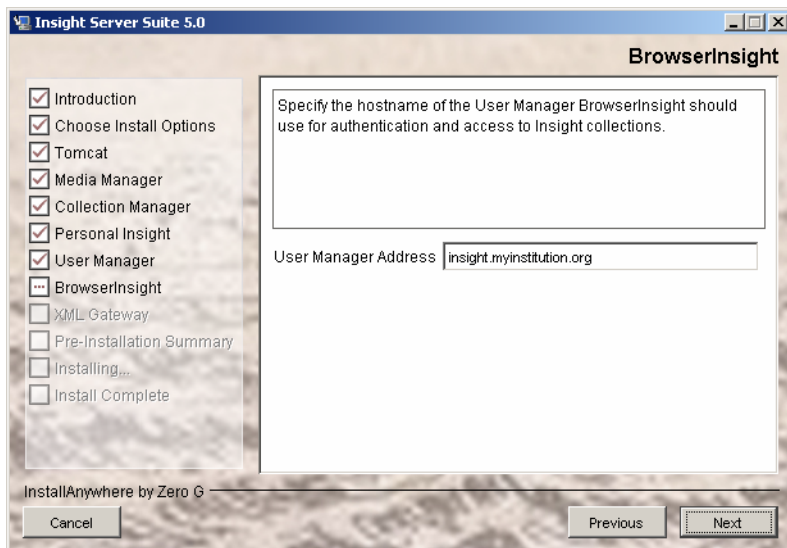 Insight Server Suite 5.0
BrowserInsight
Introduction
Choose Install Options
Tomcat
Media Manager
Collection Manager
Personal Insight
User Manager
BrowserInsight
XML Gateway
Pre-Installation Summary
Installing...
Install Complete
Specify the hostname of the User Manager BrowserInsight should
use for authentication and access to Insight collections.
User Manager Address insight.myinstitution.org
InstallAnywhere by Zero G
Cancel Previous Next